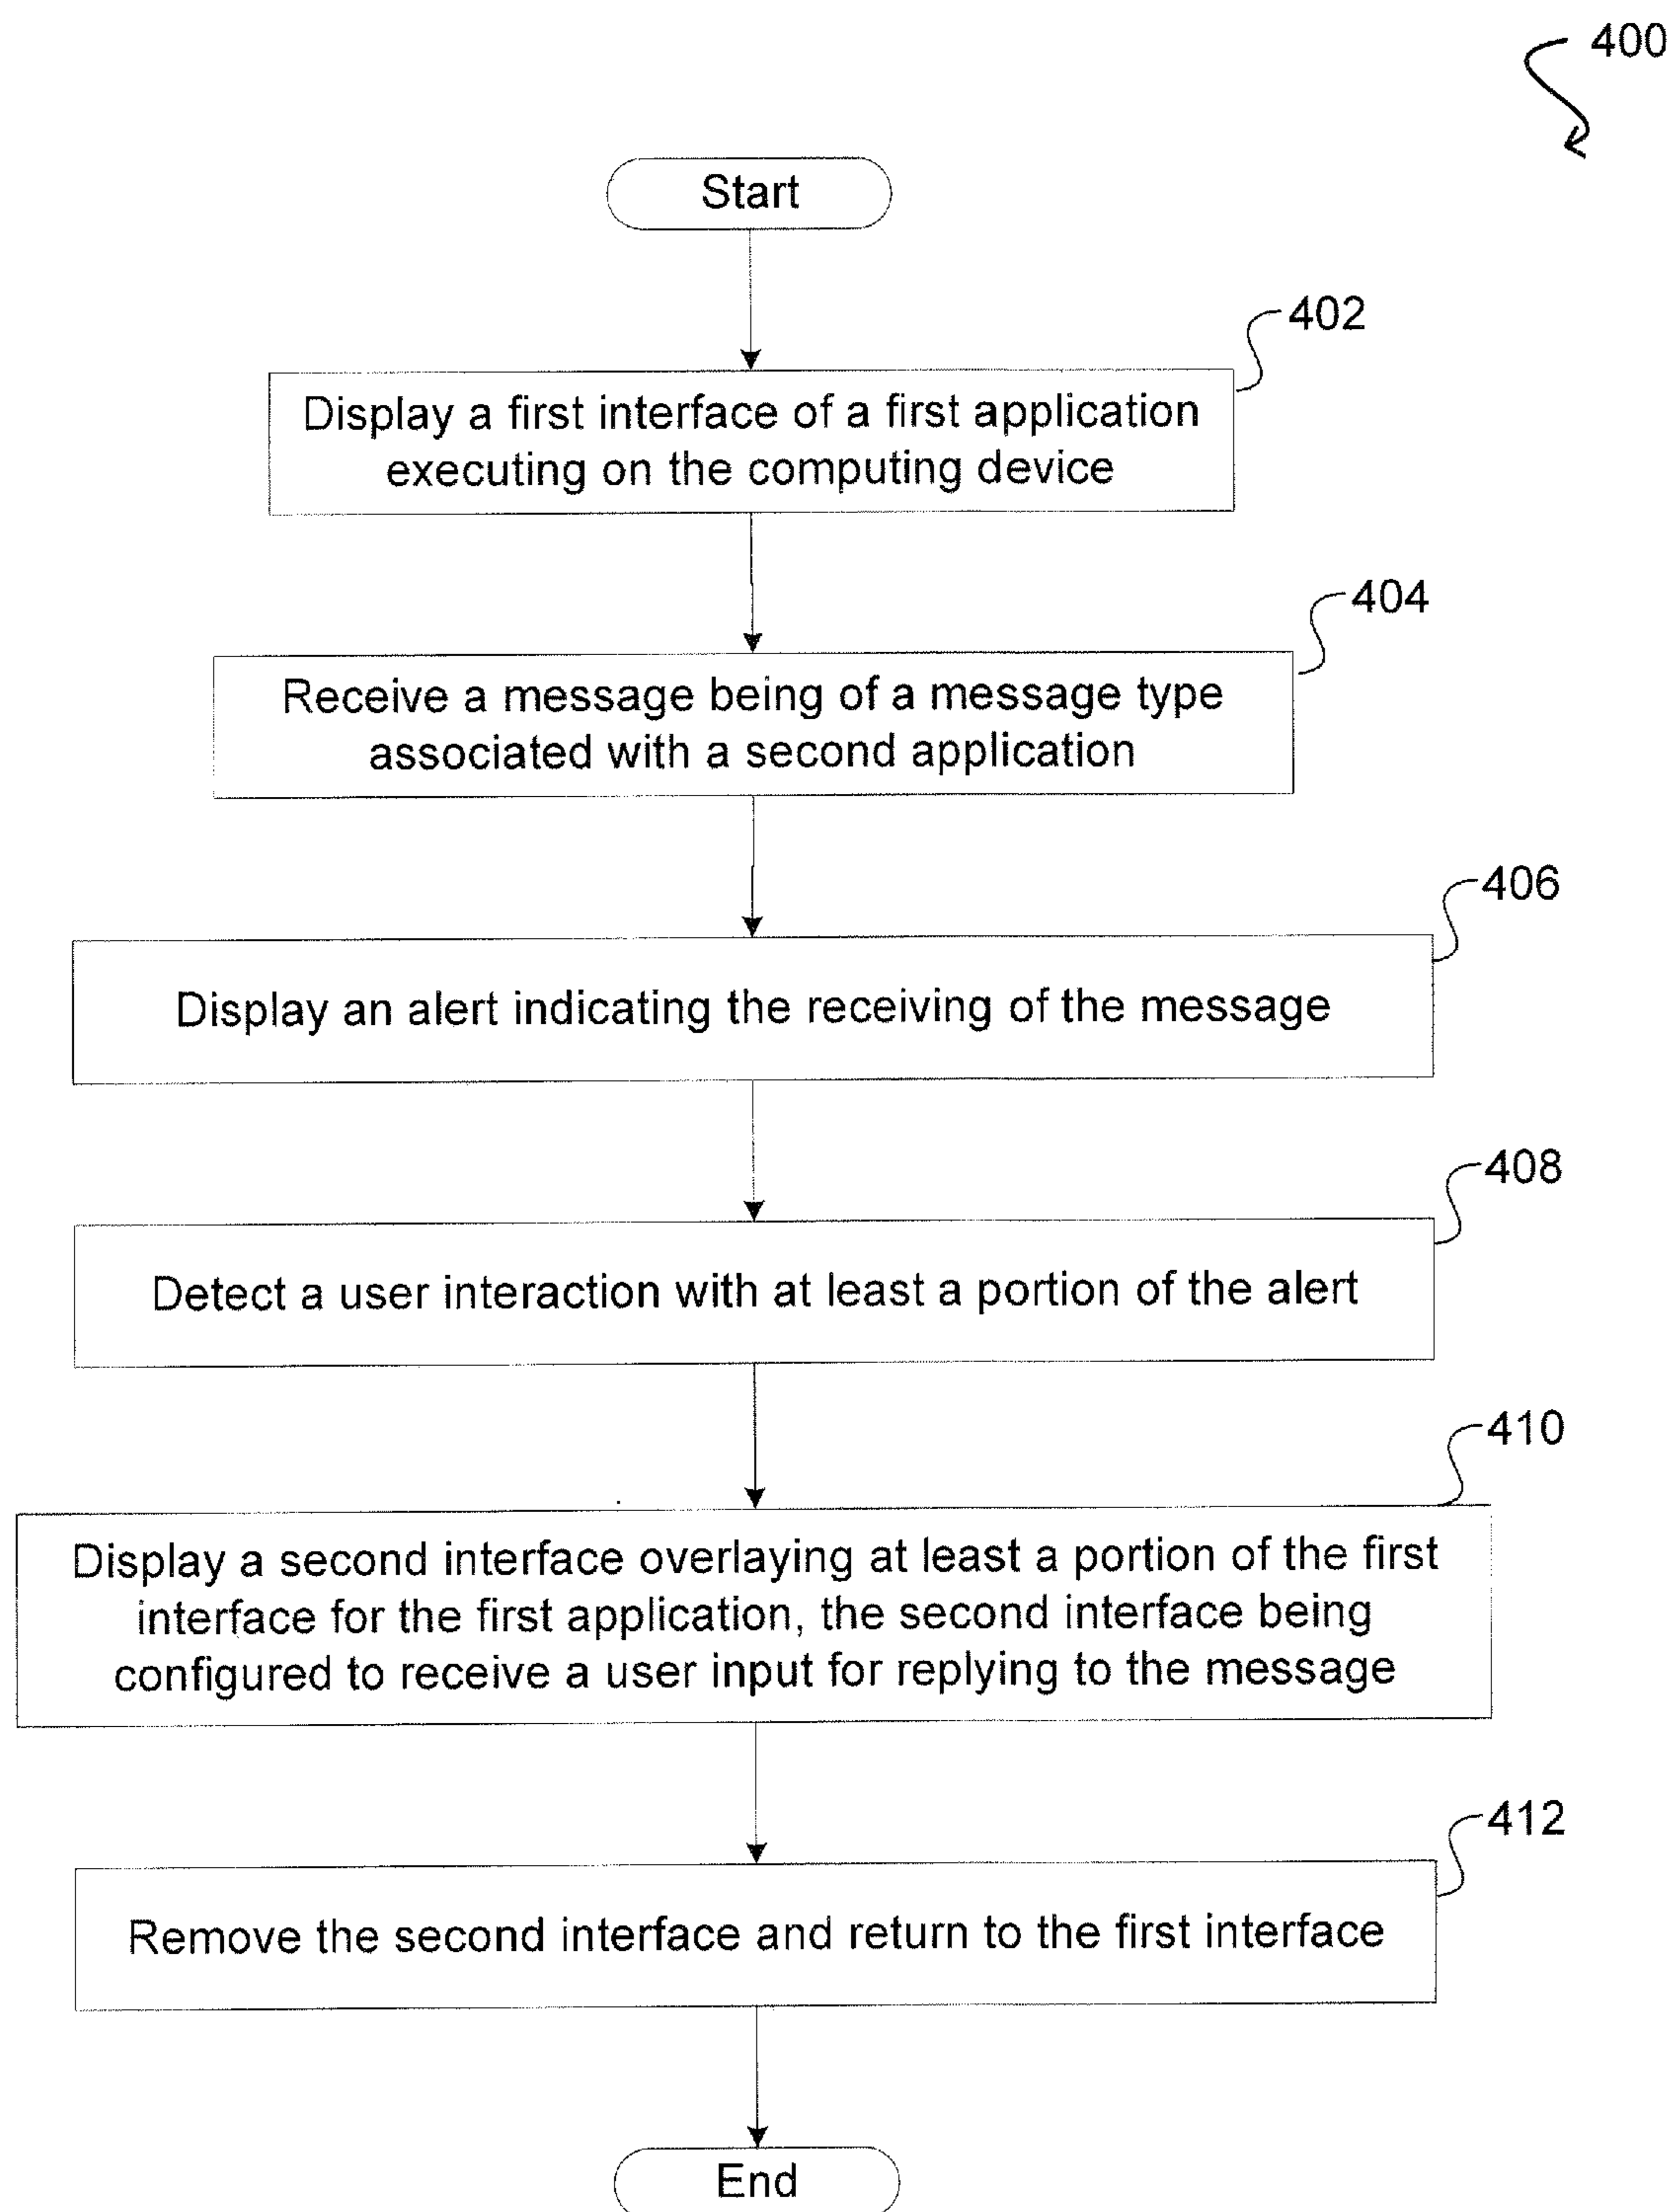 400
Start
402
Display a first interface of a first application
executing on the computing device
404
Receive a message being of a message type
associated with a second application
406
Display an alert indicating the receiving of the message
408
Detect a user interaction with at least a portion of the alert
410
Display a second interface overlaying at least a portion of the first
interface for the first application, the second interface being
configured to receive a user input for replying to the message
412
Remove the second interface and return to the first interface
End